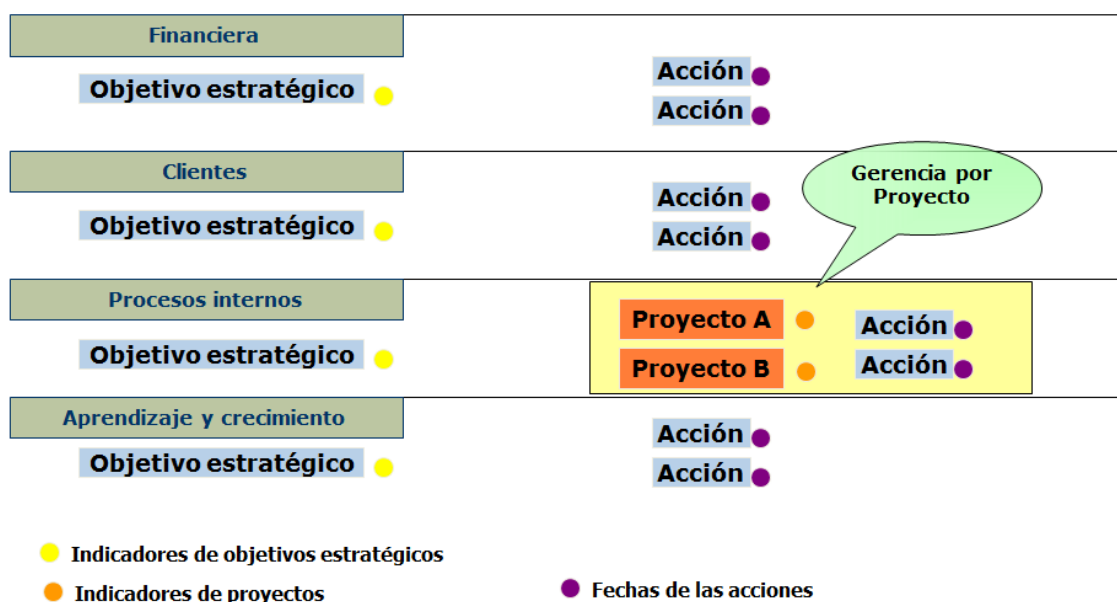 Financiera
Objetivo estratégico
Acción
Acción
Clientes
Objetivo estratégico
Acción
Acción
Gerencia por
Proyecto
Procesos internos
Objetivo estratégico
Proyecto A
Acción
Proyecto B
Acción
Aprendizaje y crecimiento
Objetivo estratégico
Acción
Acción
Indicadores de objetivos estratégicos
Indicadores de proyectos
Fechas de las acciones